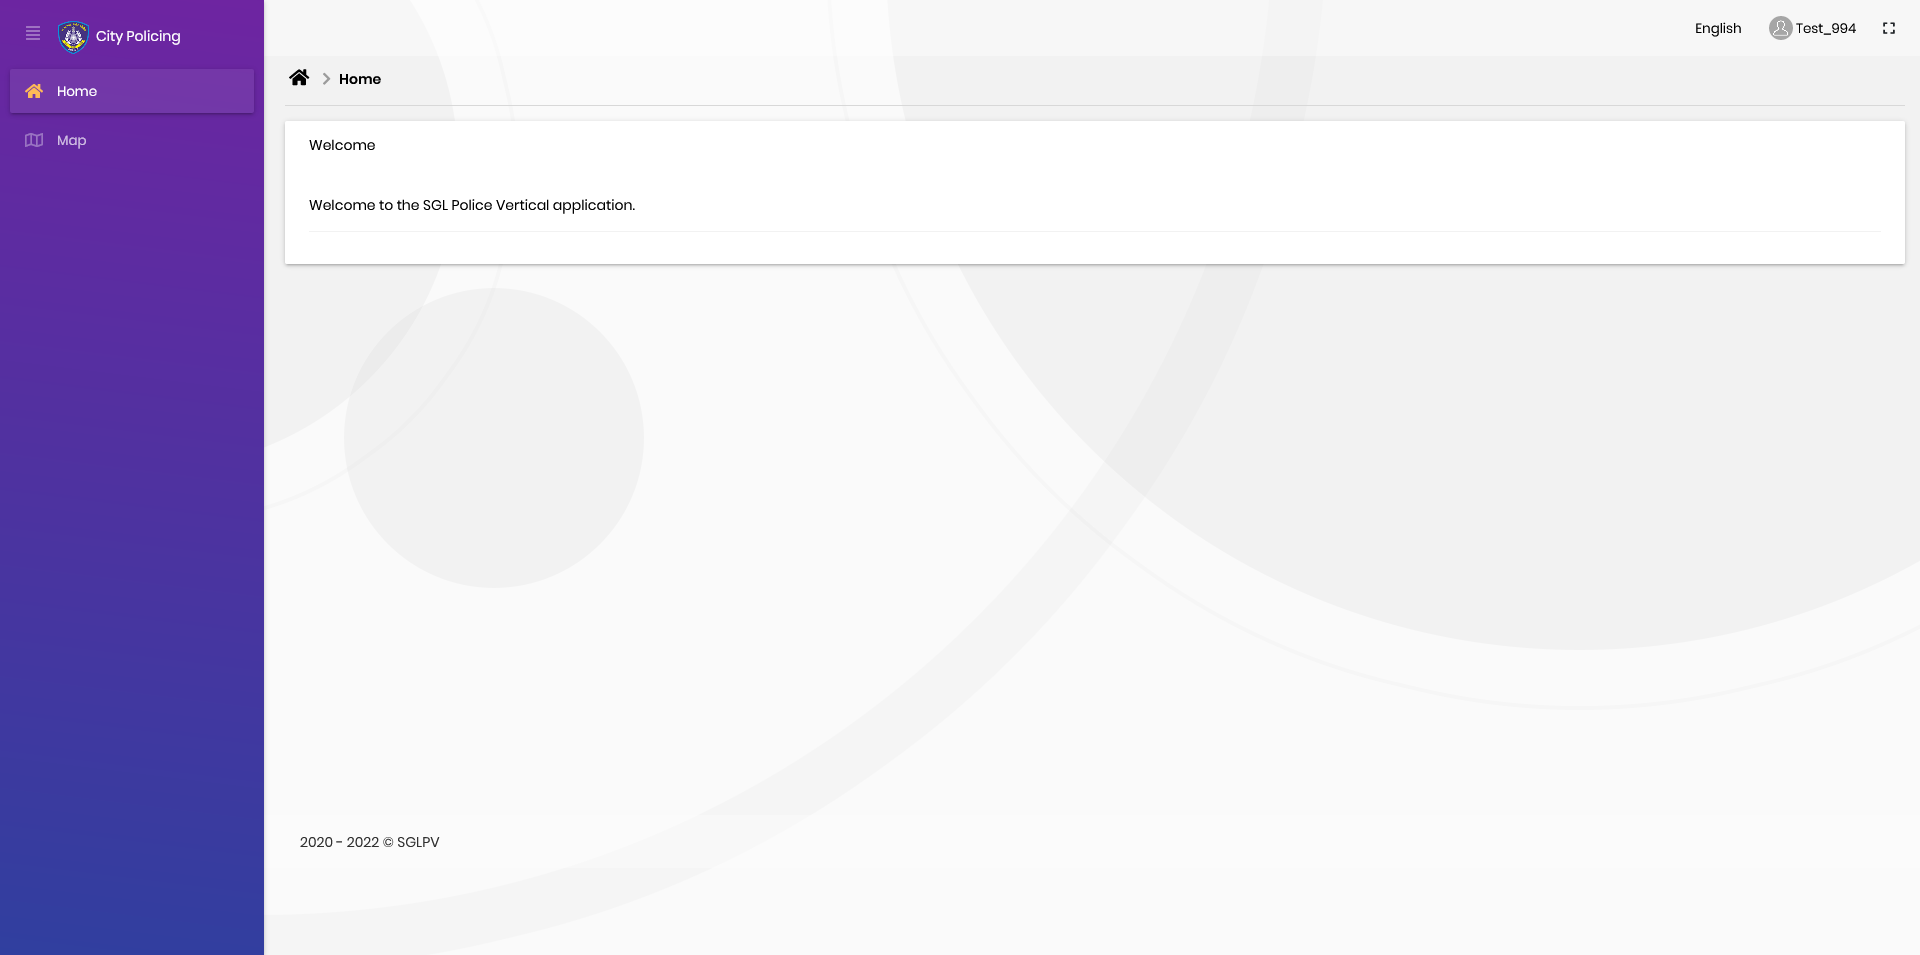 City Policing
English
Test_994
Home
Map
Home
Welcome
Welcome to the SGL Police Vertical application.
2020 - 2022 © SGLPV